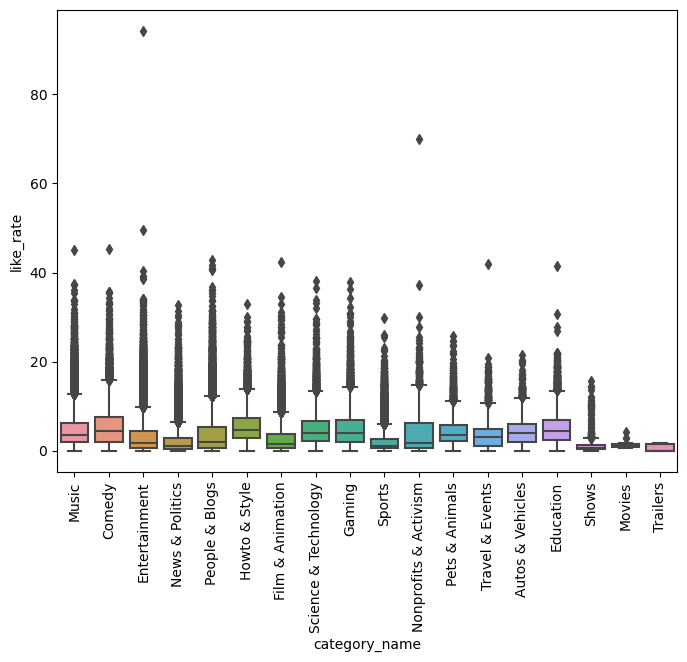 80
60
40
20
0
like_rate
Music
Comedy
Entertainment
News & Politics
People & Blogs
Howto & Style
Film & Animation
Science & Technology
Gaming
Sports
Nonprofits & Activism
Pets & Animals
Travel & Events
Autos & Vehicles
Education
Shows
Movies
Trailers
category_name